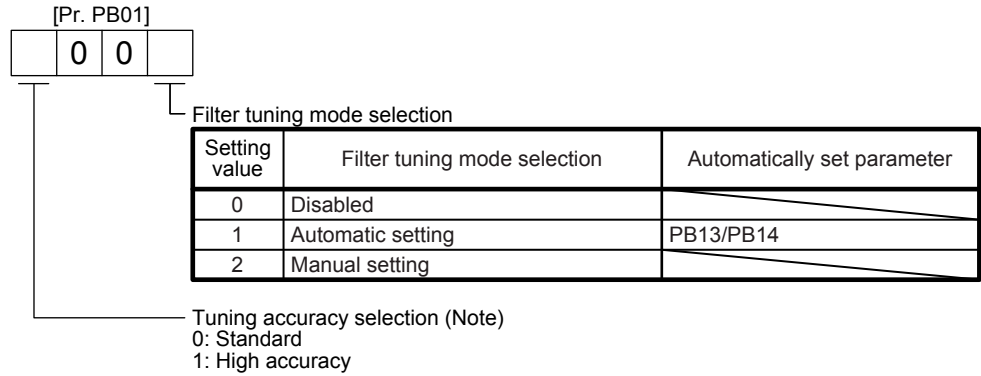 [Pr. PB01]
0 0
Filter tuning mode selection
Setting value Filter tuning mode selection Automatically set parameter
0 Disabled
1 Automatic setting PB13/PB14
2 Manual setting
Tuning accuracy selection (Note)
0: Standard
1: High accuracy